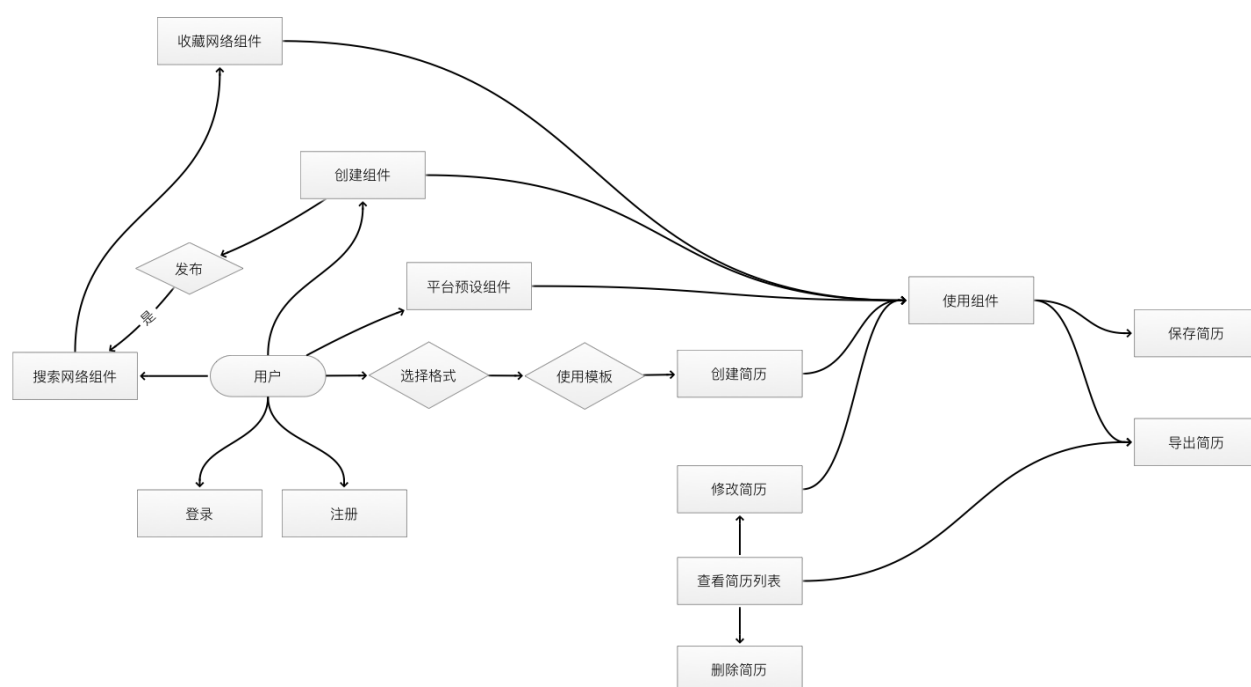 收藏网络组件
创建组件
发布
是
平台预设组件
使用组件
保存简历
搜索网络组件
用户
选择格式
使用模板
创建简历
导出简历
修改简历
登录
注册
查看简历列表
删除简历